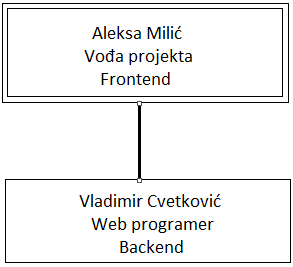 Aleksa Milić
Vođa projekta
Frontend
Vladimir Cvetković
Web programer
Backend